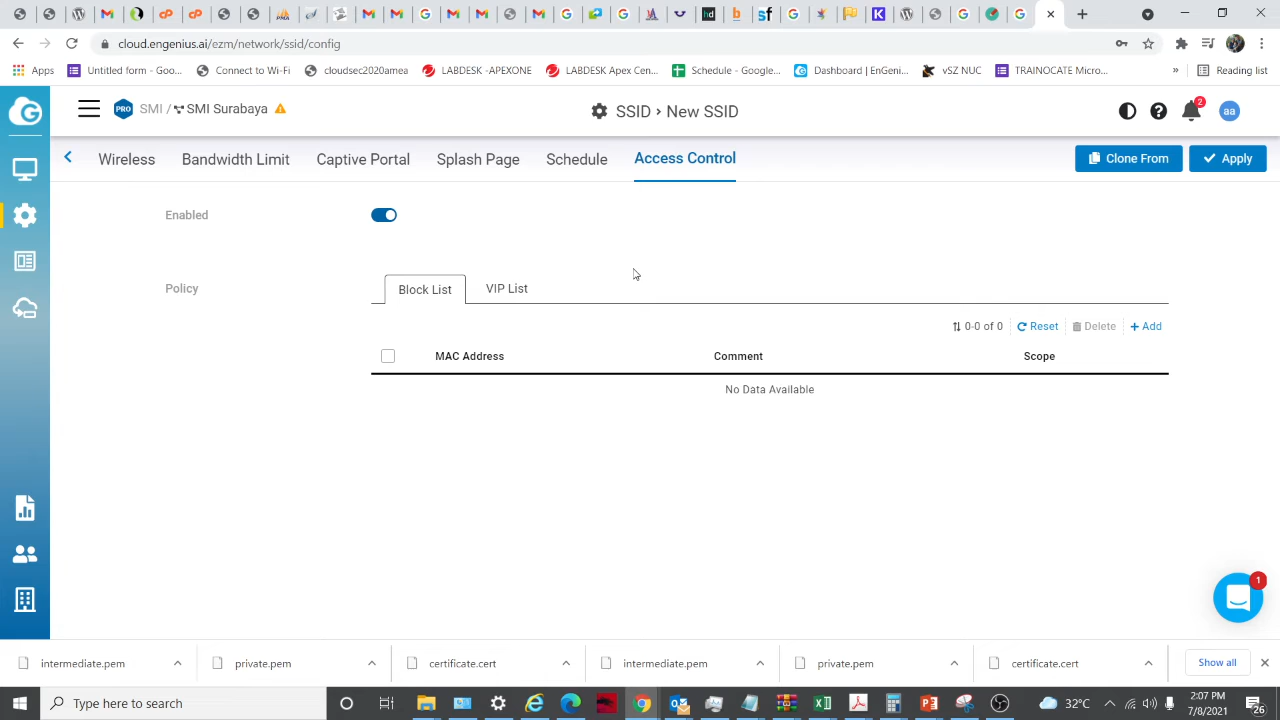 cloud.engenius.ai/ezm/network/ssid/config
Apps
Untitled form - Goo...
Connect to Wi-Fi
cloudsec2020amea
LABDESK -APEXONE
LABDESK Apex Cen...
Schedule - Google...
Dashboard | EnGeni...
vSZ NUC
TRAINOCATE Micro...
»
Reading list
PRO
SMI / SMI Surabaya
SSID › New SSID
2
aa
Wireless
Bandwidth Limit
Captive Portal
Splash Page
Schedule
Access Control
Clone From
Apply
Enabled
Policy
Block List
VIP List
0-0 of 0
Reset
Delete
+ Add
MAC Address
Comment
Scope
No Data Available
1
intermediate.pem
private.pem
certificate.cert
intermediate.pem
private.pem
certificate.cert
Show all
Type here to search
32°C
2:07 PM
7/8/2021
26